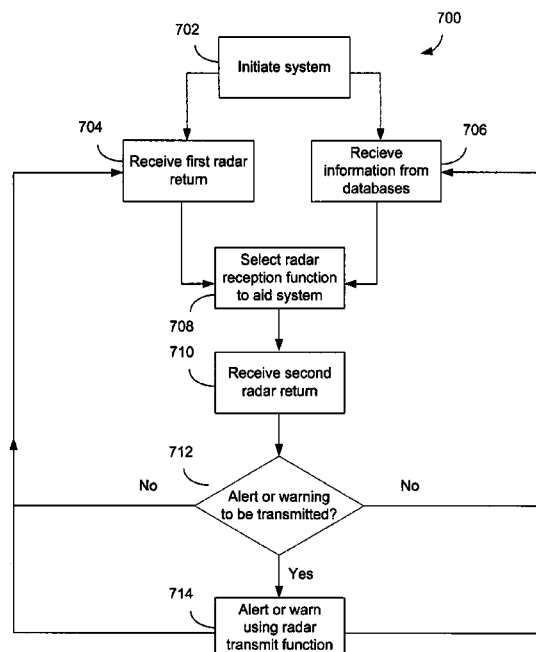 700
702
Initiate system
704
Receive first radar
return
706
Recieve
information from
databases
Select radar
reception function
to aid system
708
710
Receive second
radar return
712
No
Alert or warning
to be transmitted?
No
Yes
714
Alert or warn
using radar
transmit function